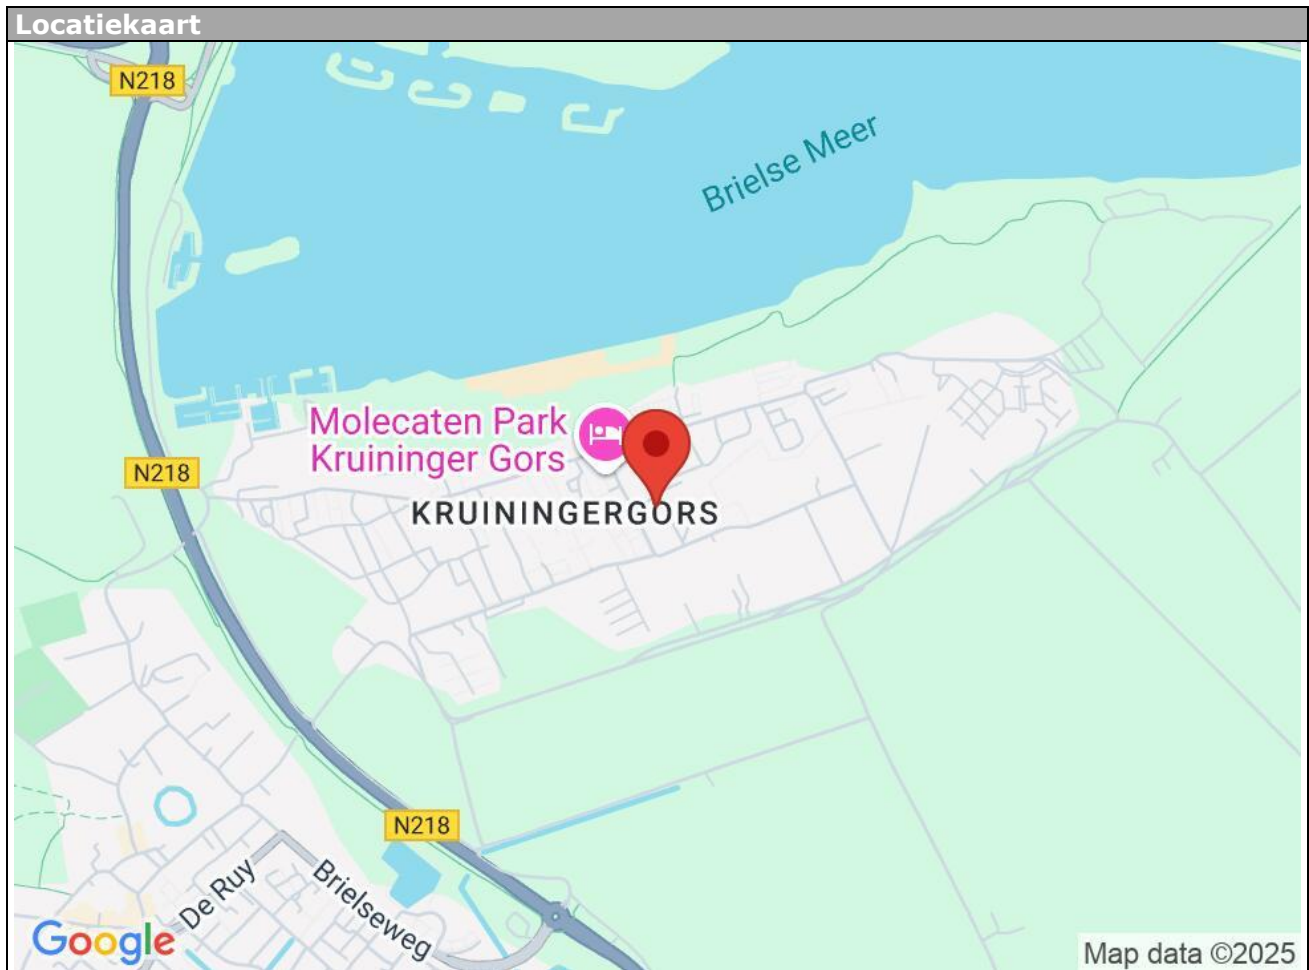 Locatiekaart
N218
Brielse Meer
Molecaten Park
Kruininger Gors
N218
KRUININGERGORS
N218
De Ruy
Brielseweg
Google
Map data ©2025